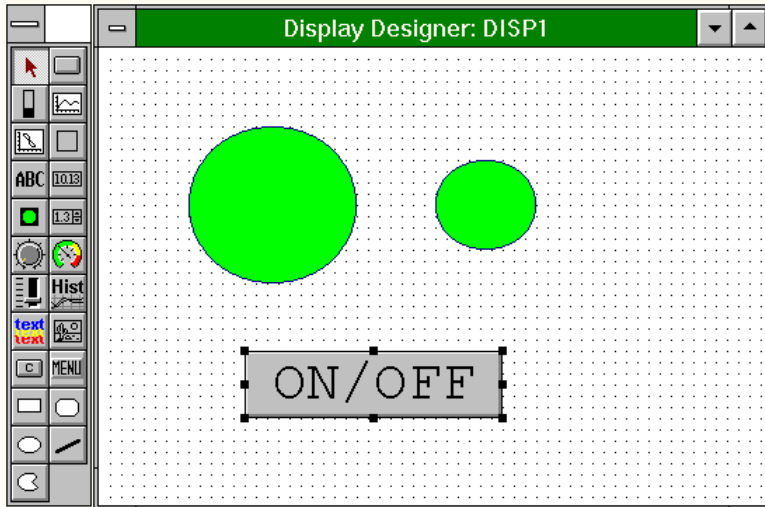 Display Designer: DISP1
ABC
10.13
1.3
Hist
text
text
C
MENU
ON/OFF